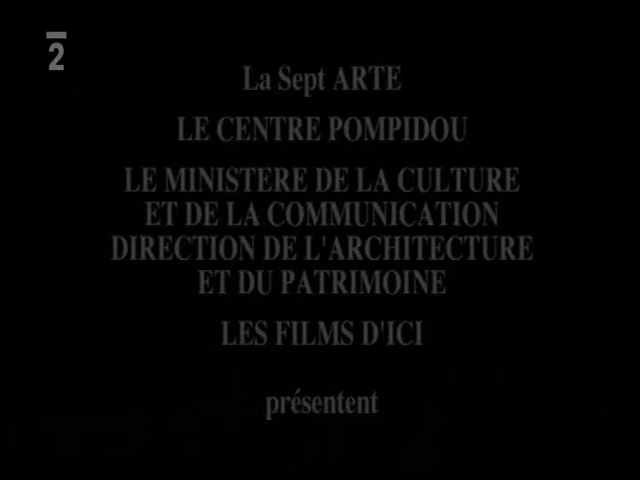 2
La Sept ARTE
LE CENTRE POMPIDOU
LE MINISTERE DE LA CULTURE
ET DE LA COMMUNICATION
DIRECTION DE L'ARCHITECTURE
ET DU PATRIMOINE
LES FILMS D'ICI
présentent